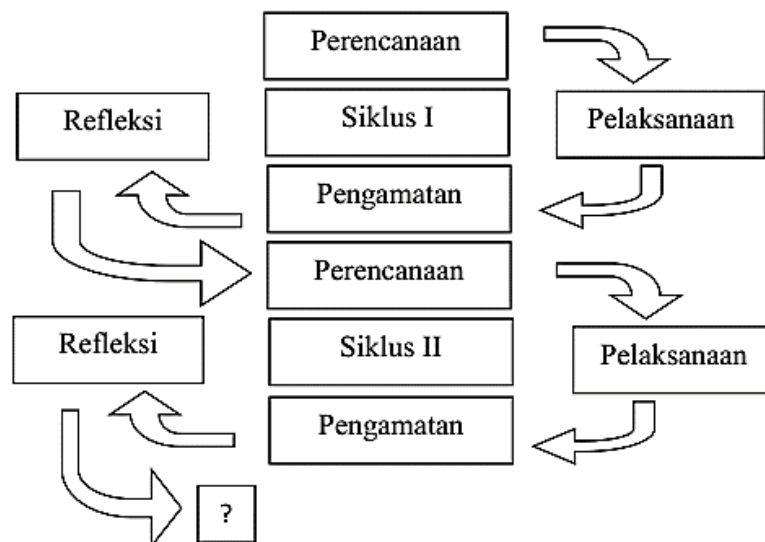 Perencanaan
Refleksi
Siklus I
Pelaksanaan
Pengamatan
Perencanaan
Refleksi
Siklus II
Pelaksanaan
Pengamatan
?